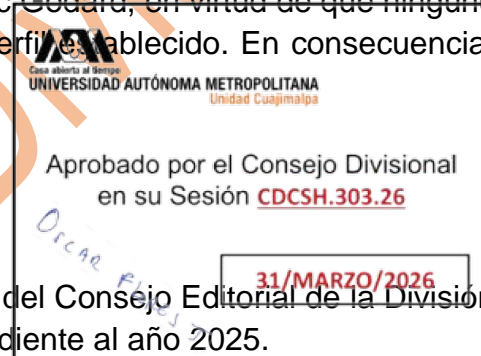 Godard, en virtud de que
establecido. En consecuencia
Casa abierta al tiempo
UNIVERSIDAD AUTÓNOMA METROPOLITANA
Unidad Cuajimalpa
Aprobado por el Consejo Divisional
en su Sesión CDCSH.303.26
OSCAR
31/MARZO/2026
del Consejo Editorial de la División
diente al año 2025.